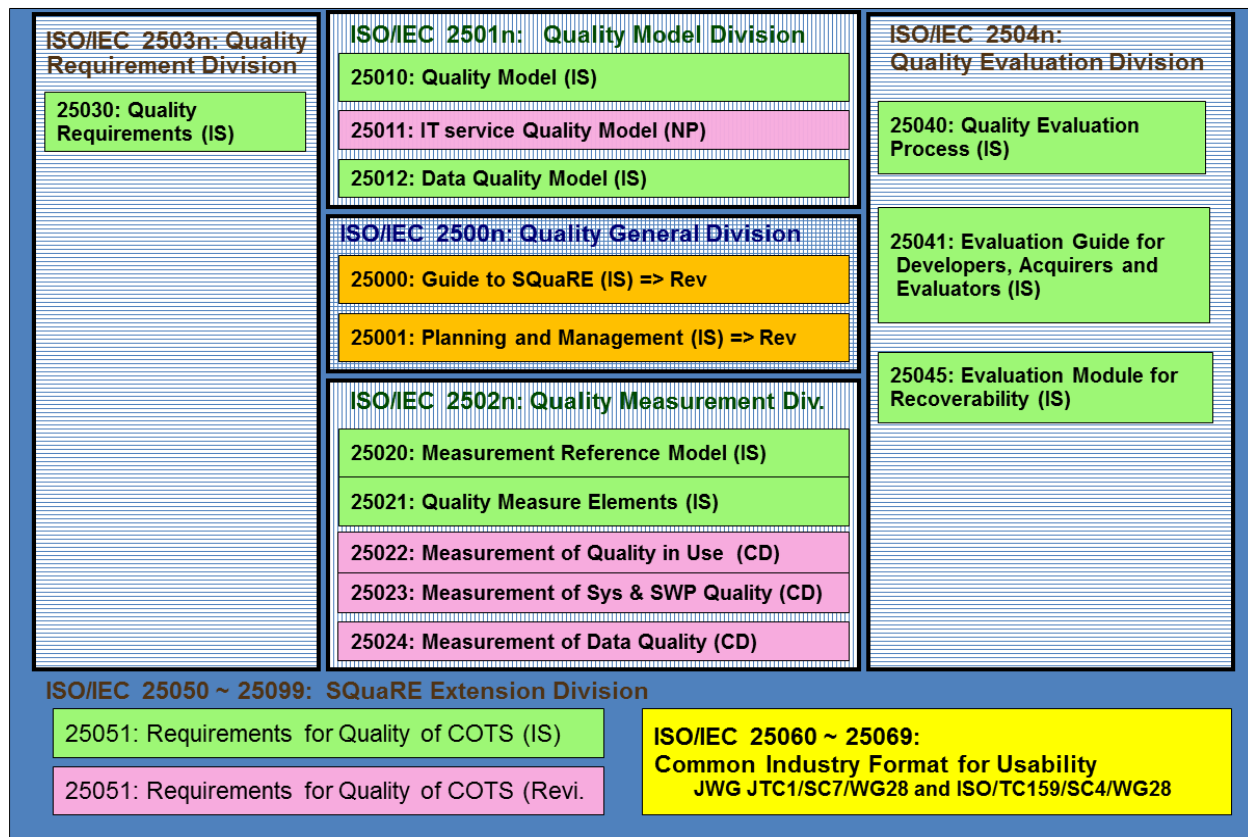 ISO/IEC 2503n: Quality
Requirement Division
25030: Quality
Requirements (IS)
ISO/IEC 2501n: Quality Model Division
25010: Quality Model (IS)
25011: IT service Quality Model (NP)
25012: Data Quality Model (IS)
ISO/IEC 2500n: Quality General Division
25000: Guide to SQuaRE (IS) => Rev
25001: Planning and Management (IS) => Rev
ISO/IEC 2502n: Quality Measurement Div.
25020: Measurement Reference Model (IS)
25021: Quality Measure Elements (IS)
25022: Measurement of Quality in Use (CD)
25023: Measurement of Sys & SWP Quality (CD)
25024: Measurement of Data Quality (CD)
ISO/IEC 2504n:
Quality Evaluation Division
25040: Quality Evaluation
Process (IS)
25041: Evaluation Guide for
Developers, Acquirers and
Evaluators (IS)
25045: Evaluation Module for
Recoverability (IS)
ISO/IEC 25050 ~ 25099: SQuaRE Extension Division
25051: Requirements for Quality of COTS (IS)
25051: Requirements for Quality of COTS (Revi.
ISO/IEC 25060 ~ 25069:
Common Industry Format for Usability
JWG JTC1/SC7/WG28 and ISO/TC159/SC4/WG28